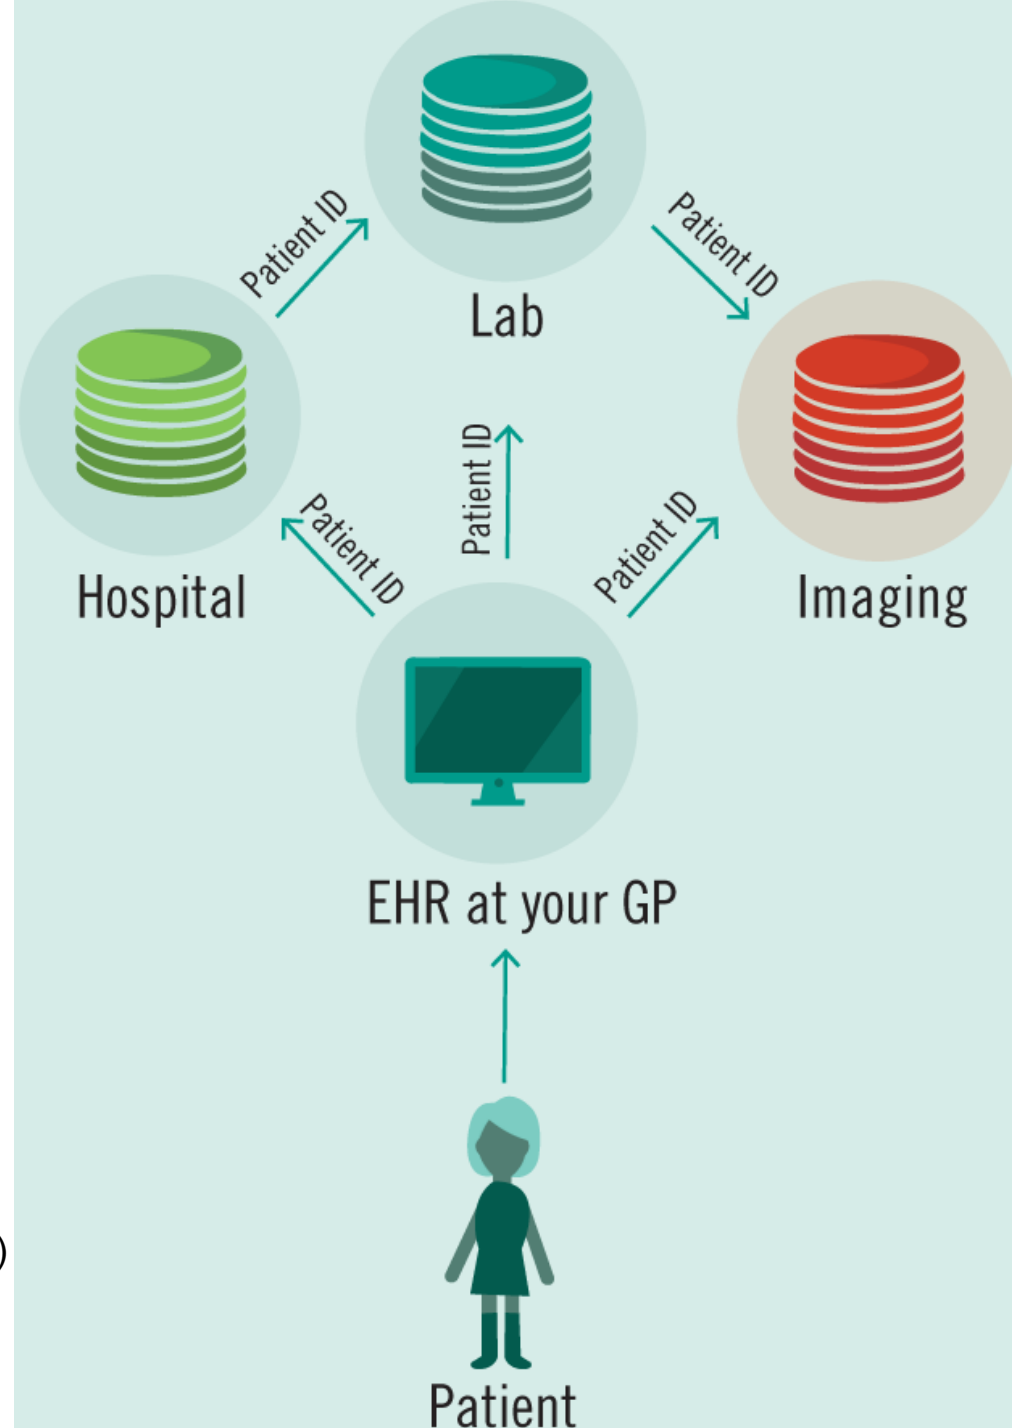 Patient ID
Patient ID
Lab
Patient ID
Patient ID
Patient ID
Hospital
Imaging
EHR at your GP
)
Patient